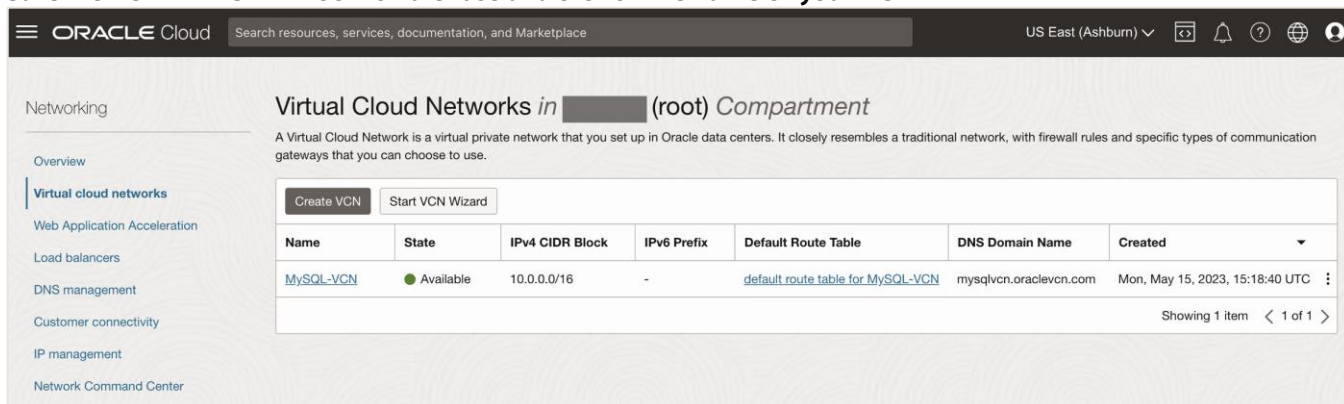 ORACLE Cloud
Search resources, services, documentation, and Marketplace
US East (Ashburn)
Networking
Overview
Virtual cloud networks
Web Application Acceleration
Load balancers
DNS management
Customer connectivity
IP management
Network Command Center
Virtual Cloud Networks in (root) Compartment
A Virtual Cloud Network is a virtual private network that you set up in Oracle data centers. It closely resembles a traditional network, with firewall rules and specific types of communication
gateways that you can choose to use.
Create VCN Start VCN Wizard
Name State IPv4 CIDR Block IPv6 Prefix Default Route Table DNS Domain Name Created
MySQL-VCN Available 10.0.0.0/16 - default route table for MySQL-VCN mysqlvcn.oraclevcn.com Mon, May 15, 2023, 15:18:40 UTC
Showing 1 item < 1 of 1 >